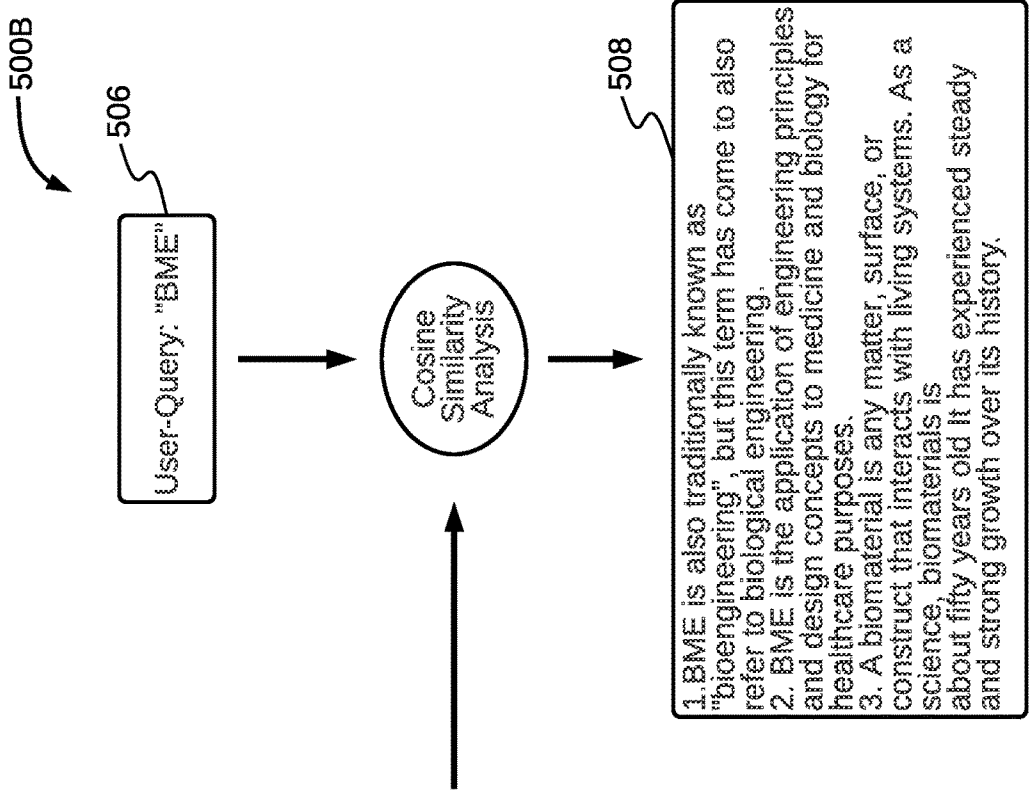 500B
506
User-Query: "BME"
Cosine
Similarity
Analysis
508
1.BME is also traditionally known as
"bioengineering", but this term has come to also
refer to biological engineering.
2. BME is the application of engineering principles
and design concepts to medicine and biology for
healthcare purposes.
3. A biomaterial is any matter, surface, or
construct that interacts with living systems. As a
science, biomaterials is
about fifty years old It has experienced steady
and strong growth over its history.